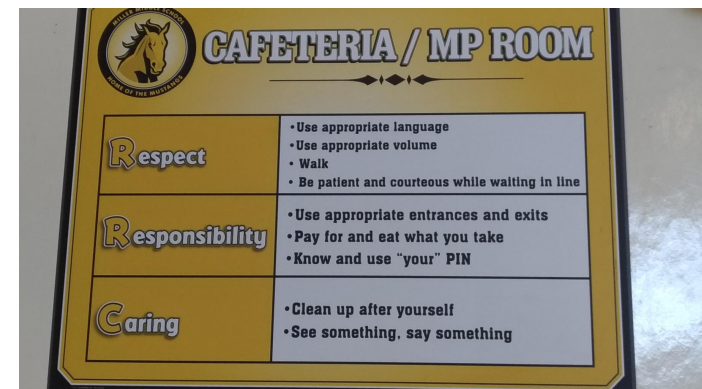 MILLER MIDDLE SCHOOL
HOME OF THE MUSTANGS
CAFETERIA / MP ROOM
Respect
•Use appropriate language
•Use appropriate volume
• Walk
• Be patient and courteous while waiting in line
Responsibility
•Use appropriate entrances and exits
•Pay for and eat what you take
•Know and use “your” PIN
Caring
•Clean up after yourself
•See something, say something